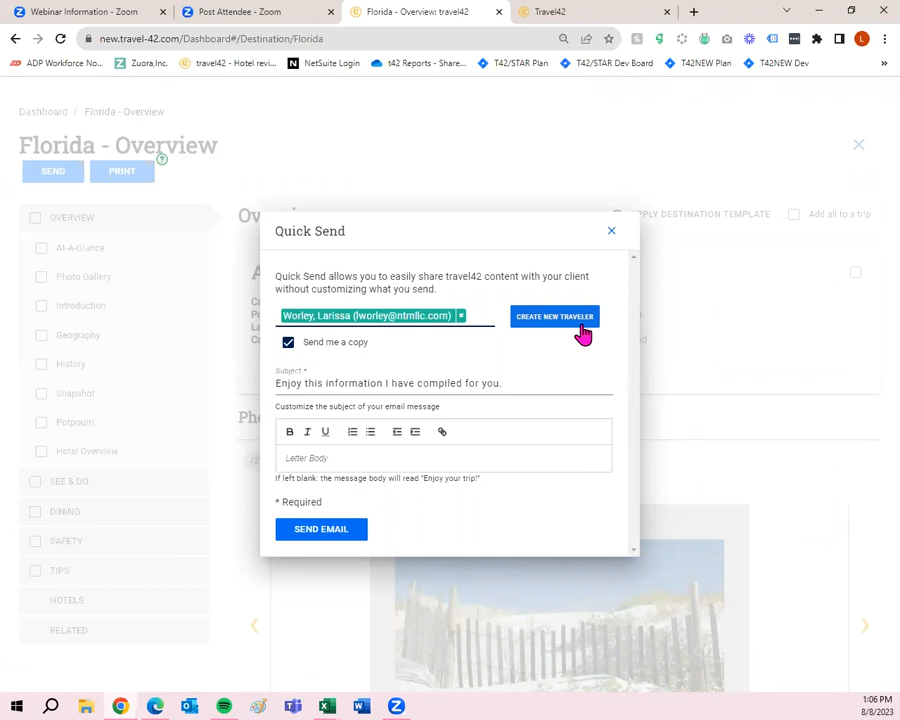 Webinar Information - Zoom
Post Attendee - Zoom
Florida - Overview: travel42
Travel42
new.travel-42.com/Dashboard#/Destination/Florida
L
ADP Workforce No...
Zuora,Inc.
travel42 - Hotel revi...
NetSuite Login
t42 Reports - Share...
T42/STAR Plan
T42/STAR Dev Board
T42NEW Plan
T42NEW Dev
Dashboard / Florida - Overview
Florida - Overview
SEND
PRINT
OVERVIEW
At-A-Glance
Photo Gallery
Introduction
Geography
History
Snapshot
Potpourri
Hotel Overview
SEE & DO
DINING
SAFETY
TIPS
HOTELS
RELATED
PLY DESTINATION TEMPLATE
Add all to a trip
Quick Send
Quick Send allows you to easily share travel42 content with your client
without customizing what you send.
Worley, Larissa (lworley@ntmllc.com)
CREATE NEW TRAVELER
Send me a copy
Subject *
Enjoy this information I have compiled for you.
Customize the subject of your email message
B I U
Letter Body
If left blank: the message body will read "Enjoy your trip!"
* Required
SEND EMAIL
1:06 PM
8/8/2023